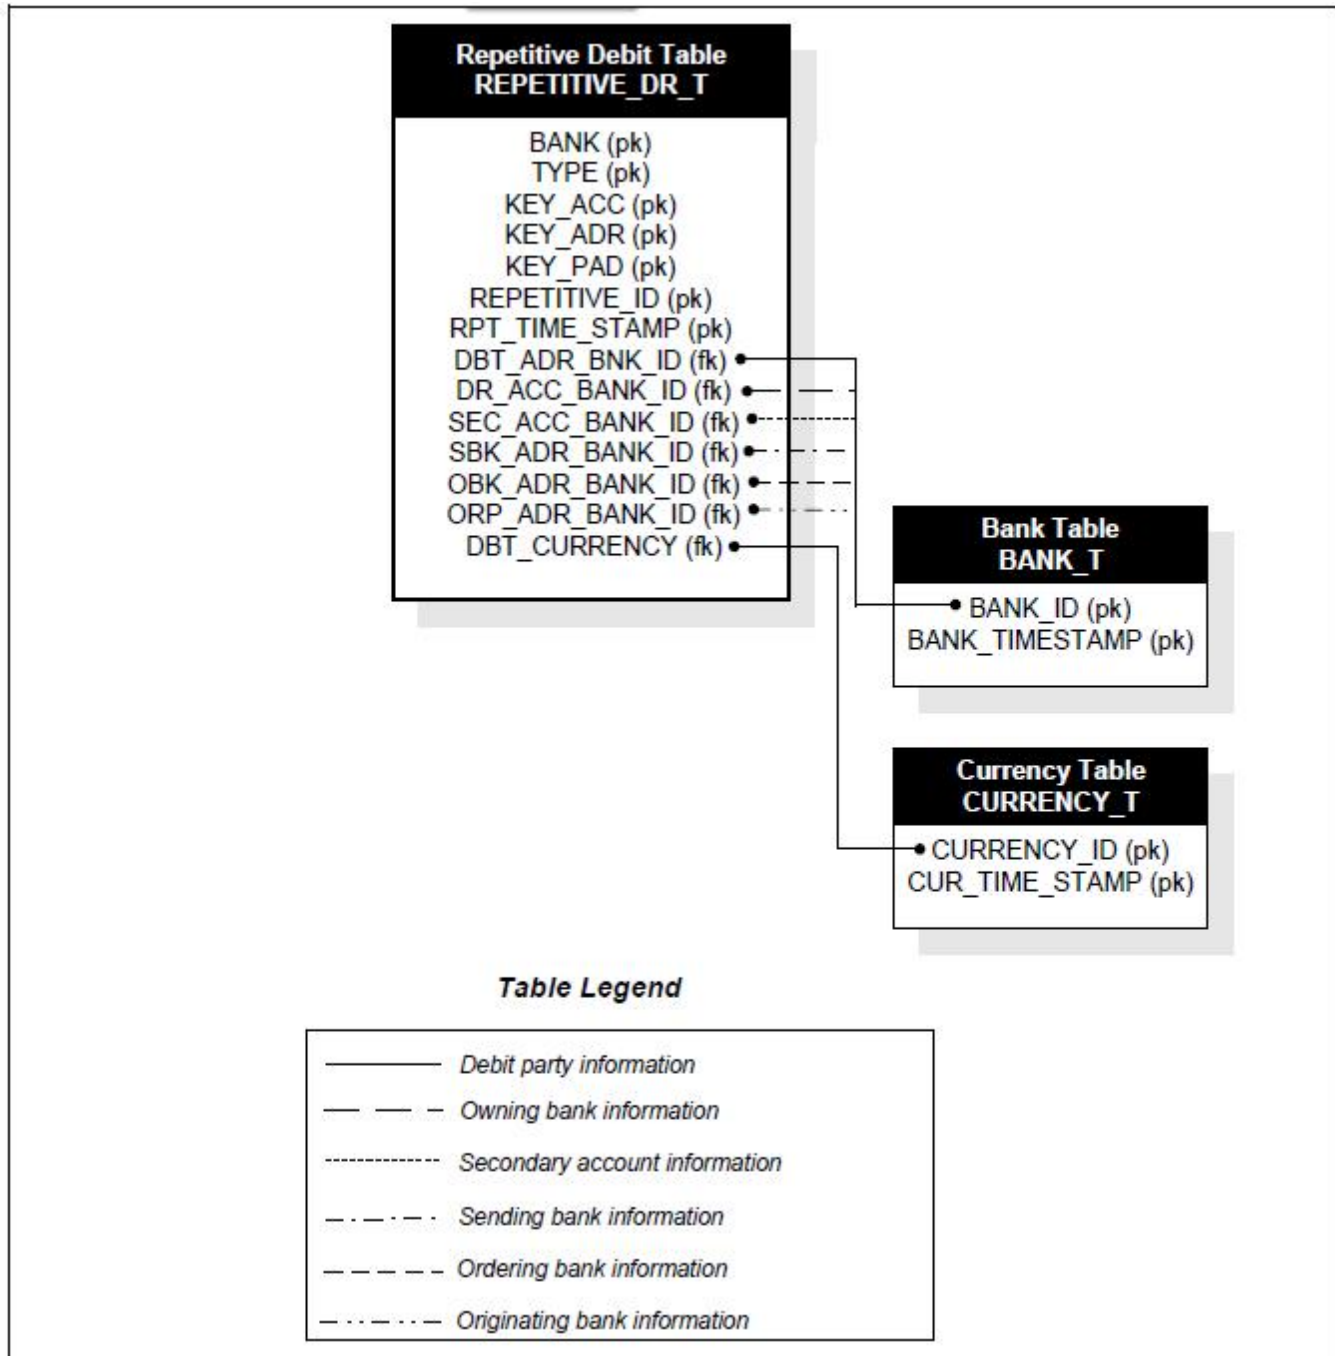 Repetitive Debit Table
REPETITIVE_DR_T
BANK (pk)
TYPE (pk)
KEY_ACC (pk)
KEY_ADR (pk)
KEY_PAD (pk)
REPETITIVE_ID (pk)
RPT_TIME_STAMP (pk)
DBT_ADR_BNK_ID (fk)
DR_ACC_BANK_ID (fk)
SEC_ACC_BANK_ID (fk)
SBK_ADR_BANK_ID (fk)
OBK_ADR_BANK_ID (fk)
ORP_ADR_BANK_ID (fk)
DBT_CURRENCY (fk)
Bank Table
BANK_T
BANK_ID (pk)
BANK_TIMESTAMP (pk)
Currency Table
CURRENCY_T
CURRENCY_ID (pk)
CUR_TIME_STAMP (pk)
Table Legend
Debit party information
Owning bank information
Secondary account information
Sending bank information
Ordering bank information
Originating bank information